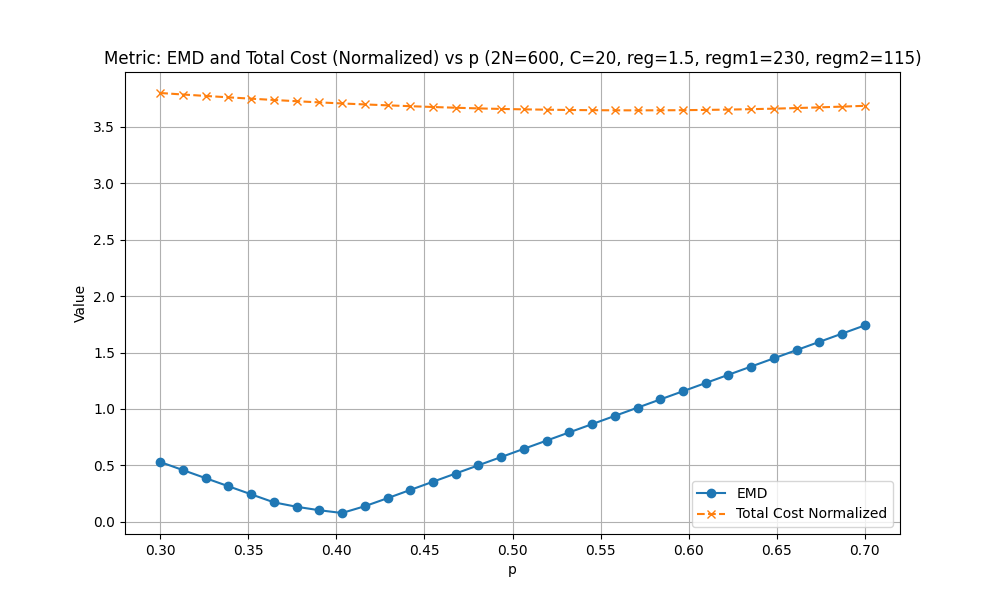 Metric: EMD and Total Cost (Normalized) vs p (2N=600, C=20, reg=1.5, regm1=230, regm2=115)
Value
3.5
3.0
2.5
2.0
1.5
1.0
0.5
0.0
EMD
Total Cost Normalized
0.30 0.35 0.40 0.45 0.50 0.55 0.60 0.65 0.70
p